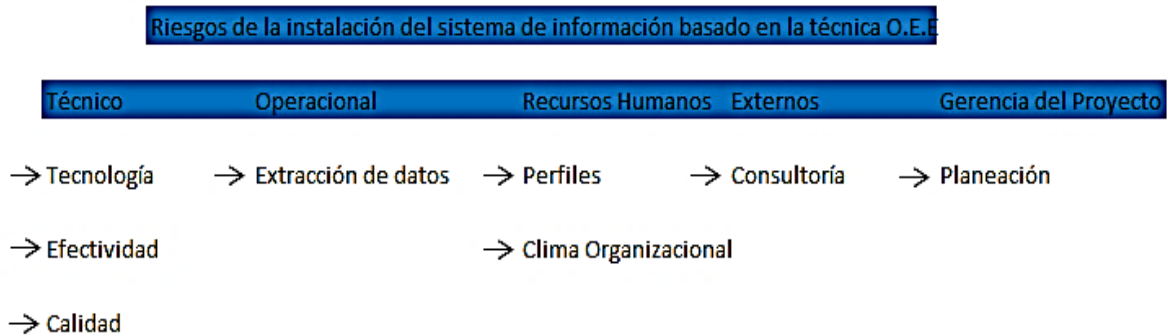 Riesgos de la instalación del sistema de información basado en la técnica O.E.E
Técnico Operacional Recursos Humanos Externos Gerencia del Proyecto
→ Tecnología → Extracción de datos → Perfiles → Consultoría → Planeación
→ Efectividad → Clima Organizacional
→ Calidad